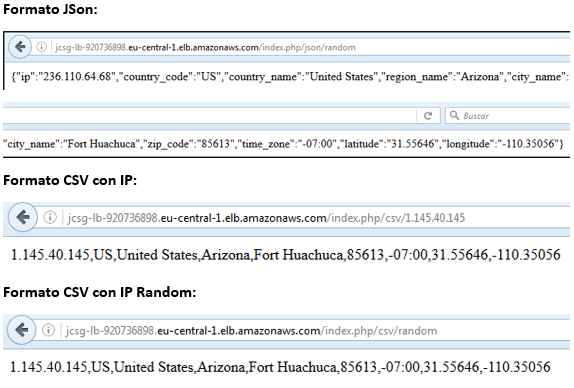 Formato JSon:
jcsg-lb-920736898.eu-central-1.elb.amazonaws.com/index.php/json/random
{"ip":"236.110.64.68","country_code":"US","country_name":"United States","region_name":"Arizona","city_name":
Buscar
"city_name":"Fort Huachuca","zip_code":"85613","time_zone":"-07:00","latitude":"31.55646","longitude":"-110.35056"}
Formato CSV con IP:
jcsg-lb-920736898.eu-central-1.elb.amazonaws.com/index.php/csv/1.145.40.145
1.145.40.145,US,United States,Arizona,Fort Huachuca,85613,-07:00,31.55646,-110.35056
Formato CSV con IP Random:
jcsg-lb-920736898.eu-central-1.elb.amazonaws.com/index.php/csv/random
1.145.40.145,US,United States,Arizona,Fort Huachuca,85613,-07:00,31.55646,-110.35056